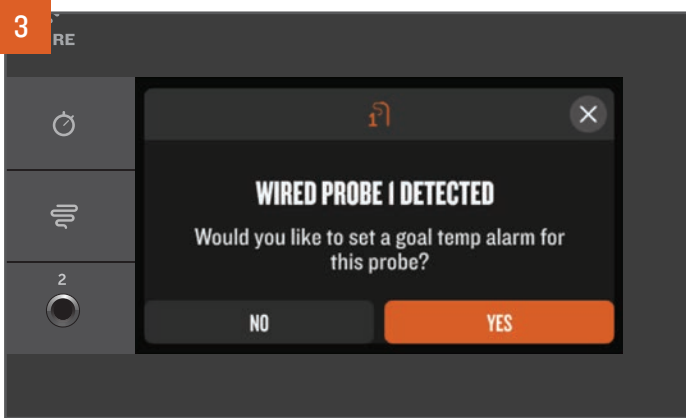 3
RE
1
WIRED PROBE 1 DETECTED
Would you like to set a goal temp alarm for
this probe?
2
NO
YES